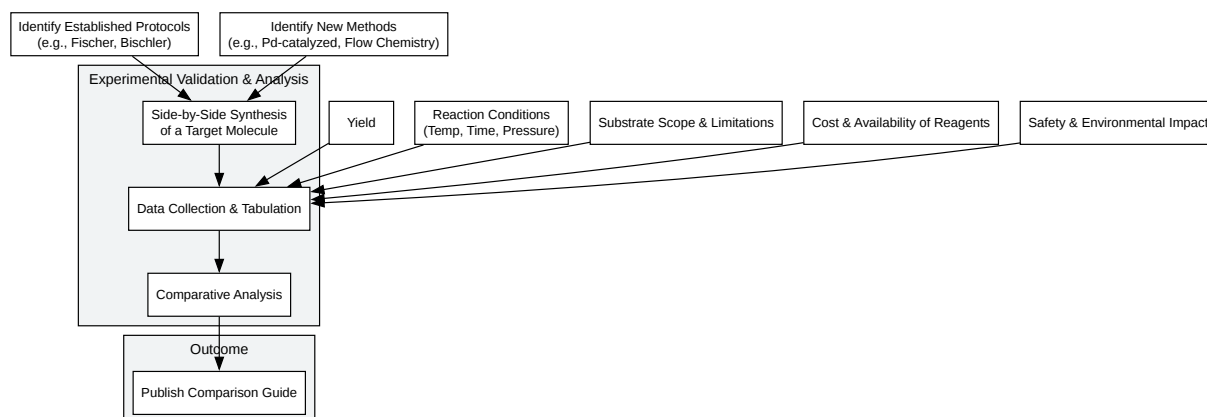 Identify Established Protocols
(e.g., Fischer, Bischler)
Identify New Methods
(e.g., Pd-catalyzed, Flow Chemistry)
Experimental Validation & Analysis
Side-by-Side Synthesis
of a Target Molecule
Yield
Reaction Conditions
(Temp, Time, Pressure)
Substrate Scope & Limitations
Cost & Availability of Reagents
Safety & Environmental Impact
Data Collection & Tabulation
Comparative Analysis
Outcome
Publish Comparison Guide